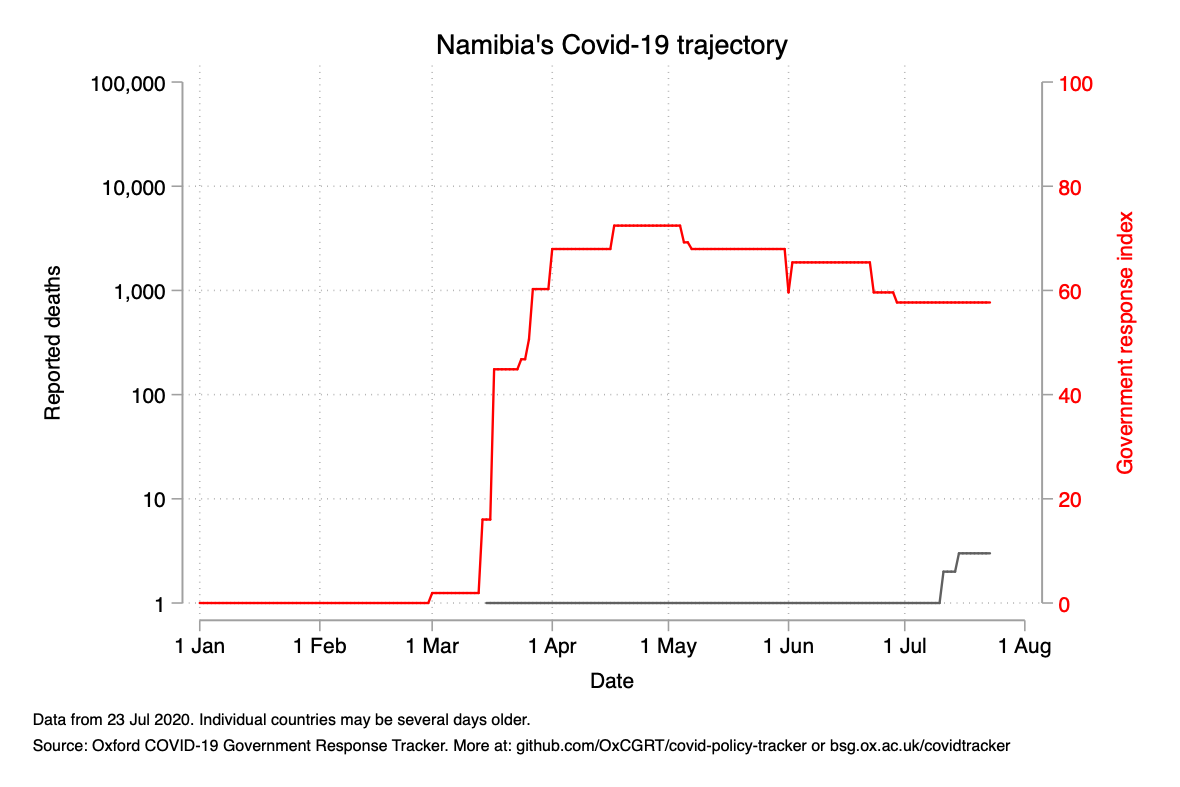 Namibia's Covid-19 trajectory
100,000
10,000
1,000
100
10
1
Reported deaths
100
80
60
40
20
0
Government response index
1 Jan
1 Feb
1 Mar
1 Apr
1 May
1 Jun
1 Jul
1 Aug
Date
Data from 23 Jul 2020. Individual countries may be several days older.
Source: Oxford COVID-19 Government Response Tracker. More at: github.com/OxCGRT/covid-policy-tracker or bsg.ox.ac.uk/covidtracker